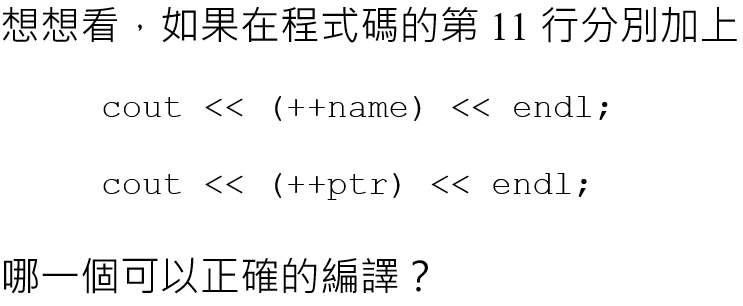 想想看，如果在程式碼的第 11 行分別加上
cout << (++name) << endl;
cout << (++ptr) << endl;
哪一個可以正確的編譯？